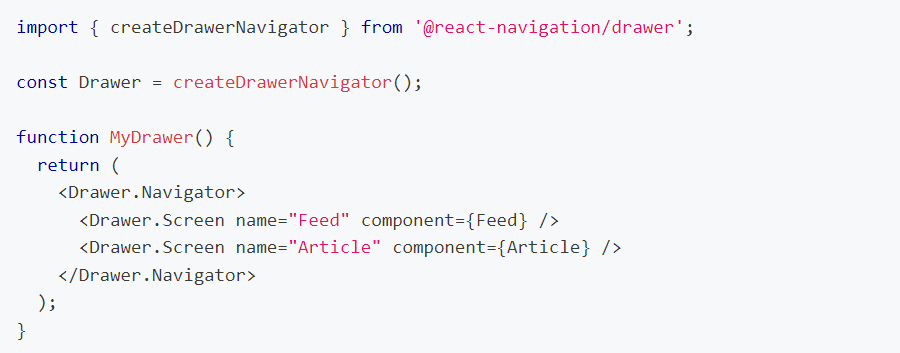 import { createDrawerNavigator } from '@react-navigation/drawer';

const Drawer = createDrawerNavigator();

function MyDrawer() {
  return (
    <Drawer.Navigator>
      <Drawer.Screen name="Feed" component={Feed} />
      <Drawer.Screen name="Article" component={Article} />
    </Drawer.Navigator>
  );
}